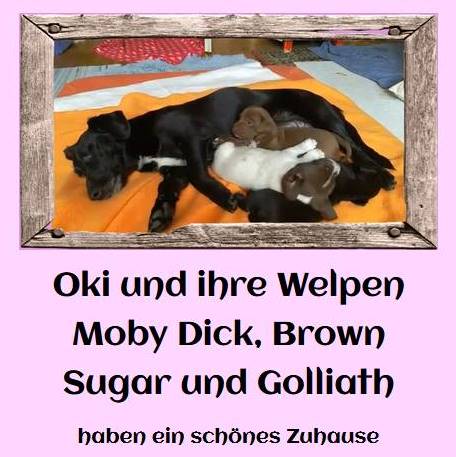 Oki und ihre Welpen
Moby Dick, Brown
Sugar und Golliath
haben ein schönes Zuhause